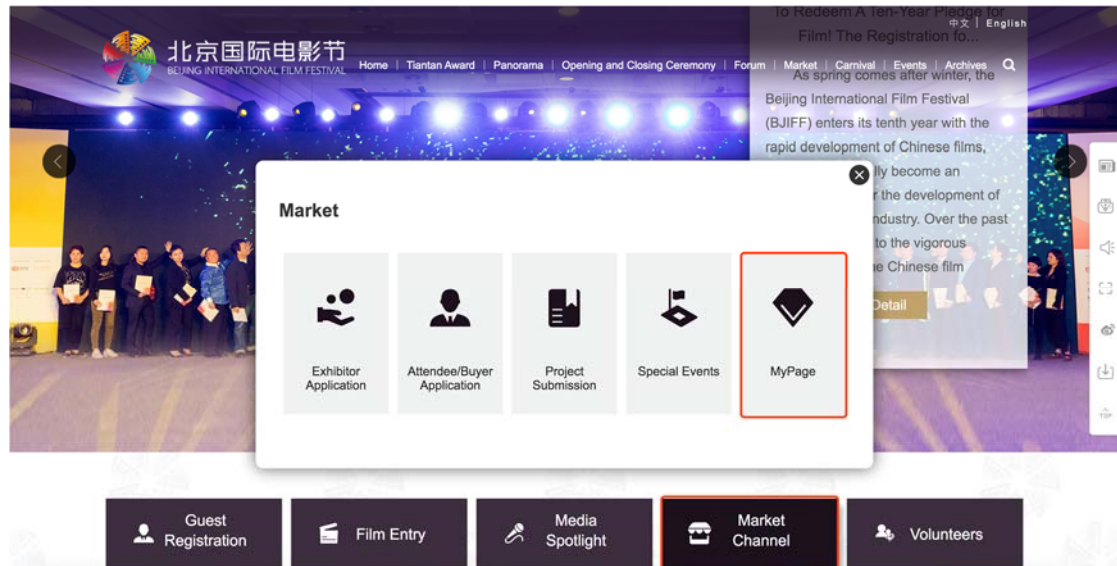 To Redeem A Ten-Year Pledge for
Film! The Registration fo...
中文 | English
北京国际电影节
BEIJING INTERNATIONAL FILM FESTIVAL
Home | Tiantan Award | Panorama | Opening and Closing Ceremony | Forum | Market | Carnival | Events | Archives
As spring comes after winter, the
Beijing International Film Festival
(BJIFF) enters its tenth year with the
rapid development of Chinese films,
lly become an
r the development of
ndustry. Over the past
to the vigorous
e Chinese film
Detail
Market
Exhibitor
Application
Attendee/Buyer
Application
Project
Submission
Special Events
MyPage
TOP
Guest
Registration
Film Entry
Media
Spotlight
Market
Channel
Volunteers